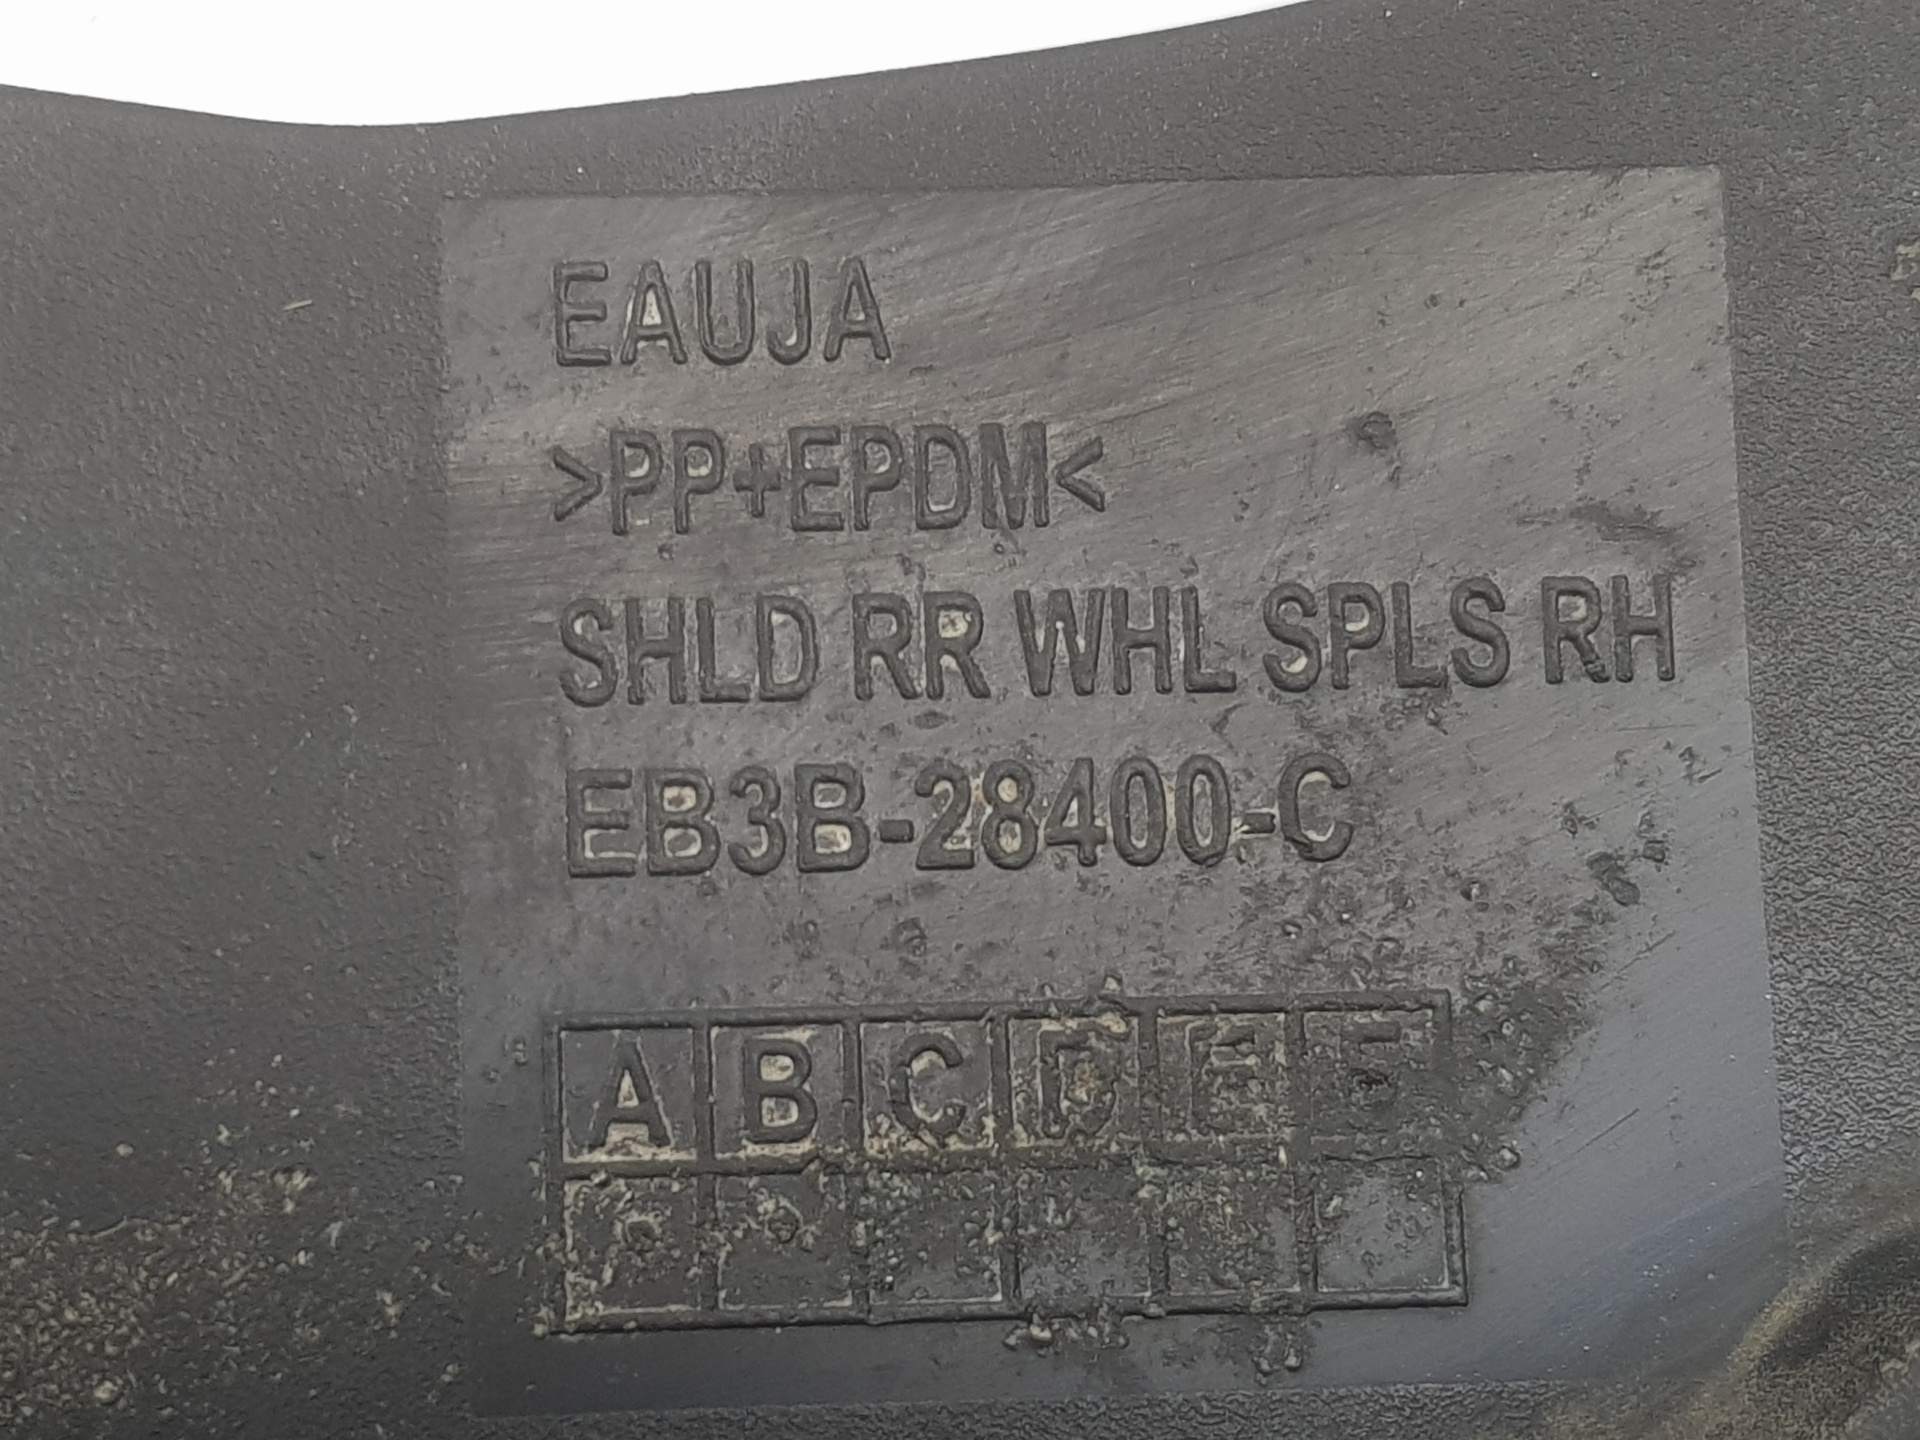 EAUJA
>PP+EPDM<
SHLD RR WHL SPLS RH
EB3B-28400-C
A B C D E F